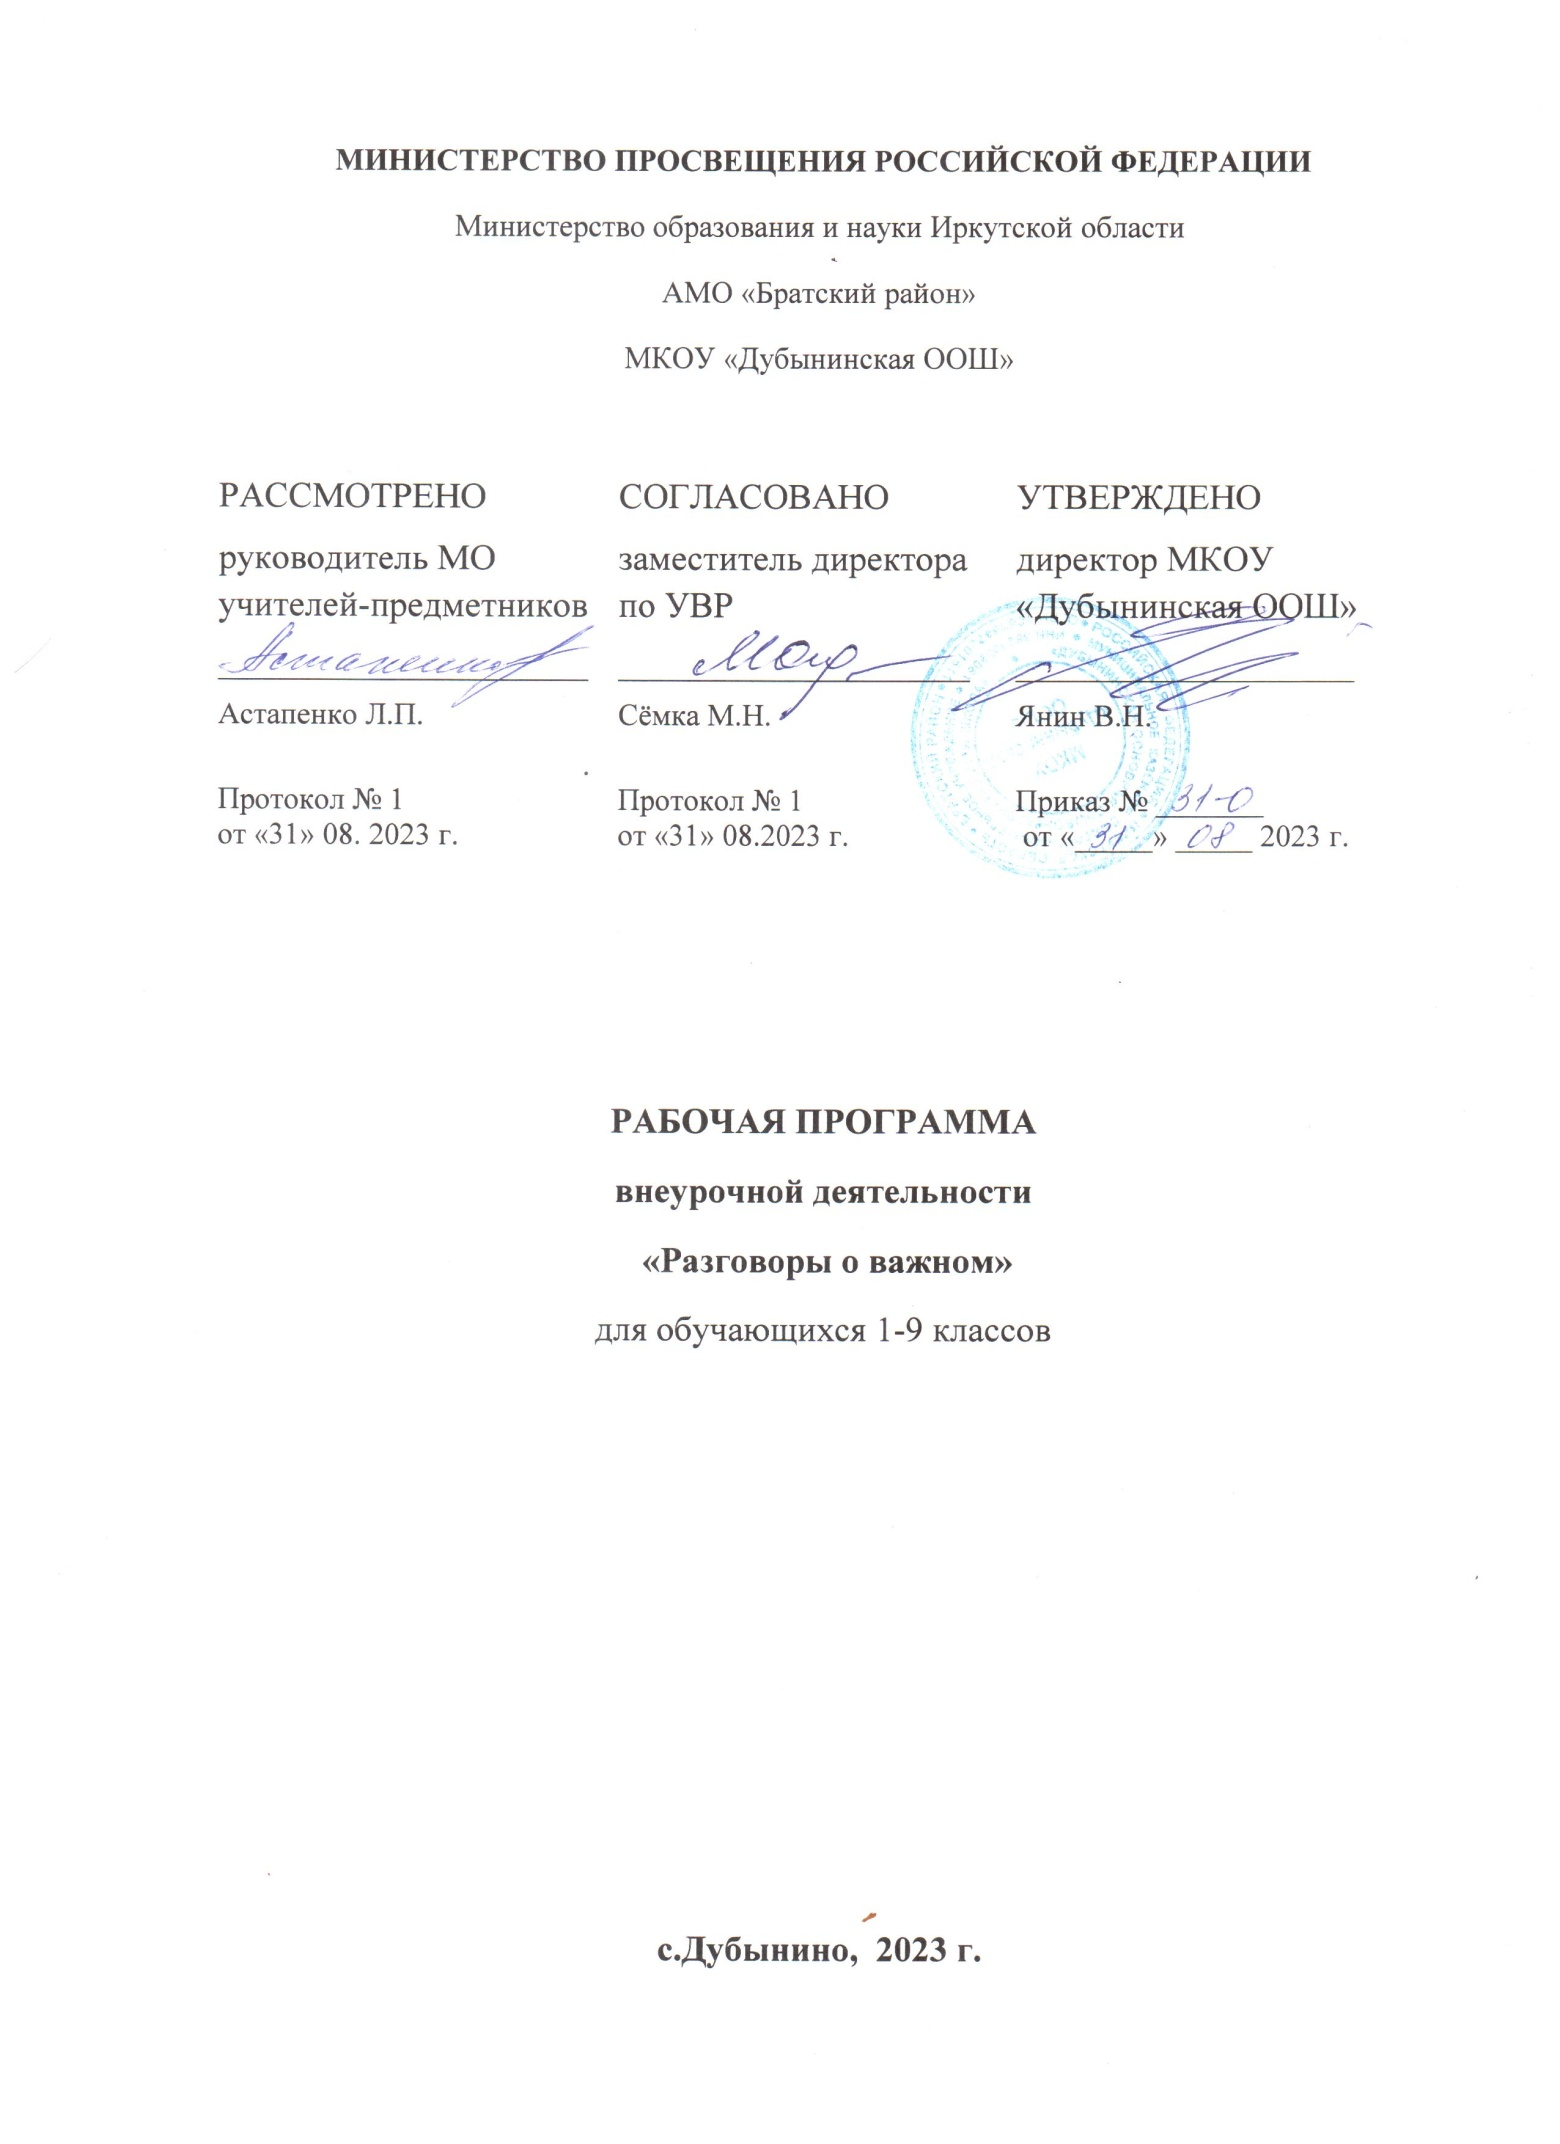 МИНИСТЕРСТВО ПРОСВЕЩЕНИЯ РОССИЙСКОЙ ФЕДЕРАЦИИ
Министерство образования и науки Иркутской области
АМО «Братский район»
МКОУ «Дубынинская ООШ»
РАССМОТРЕНО
руководитель МО
учителей-предметников
Астапенко Л.П.
Протокол № 1
от «31» 08. 2023 г.
СОГЛАСОВАНО
заместитель директора
по УВР
Сёмка М.Н.
Протокол № 1
от «31» 08.2023 г.
УТВЕРЖДЕНО
директор МКОУ
«Дубынинская ООШ»
Янин В.Н.
Приказ № 31-О
от «31» 08 2023 г.
РАБОЧАЯ ПРОГРАММА
внеурочной деятельности
«Разговоры о важном»
для обучающихся 1-9 классов
с.Дубынино, 2023 г.